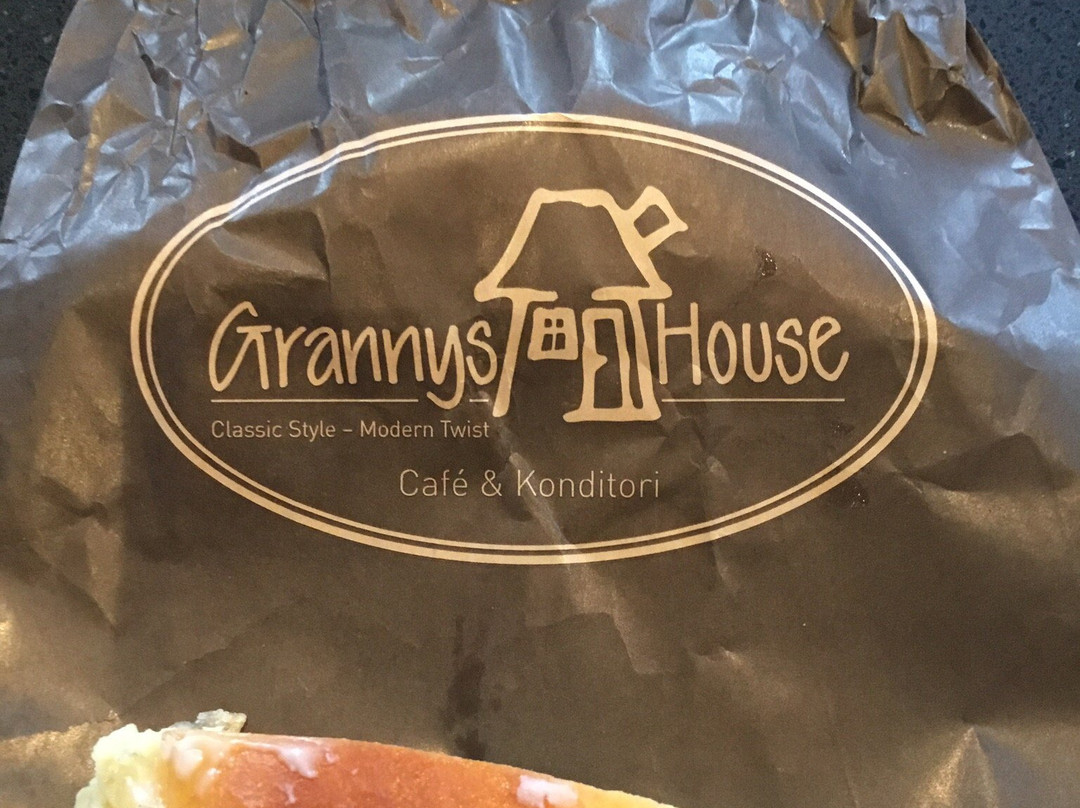 Grannys House
Classic Style – Modern Twist
Café & Konditori